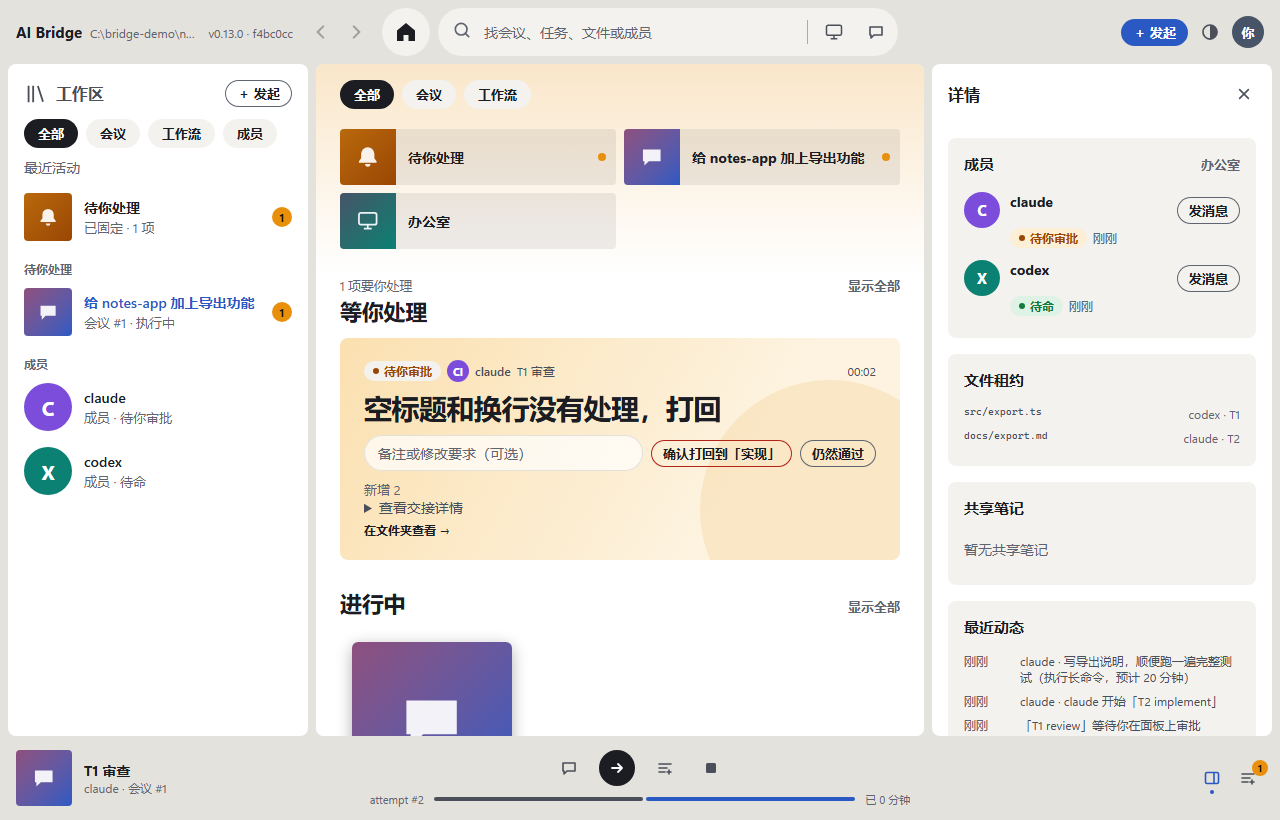 AI Bridge C:\bridge-demo\n... v0.13.0 · f4bc0cc
找会议、任务、文件或成员
+ 发起
你
工作区
+ 发起
全部 会议 工作流 成员
最近活动
待你处理
已固定 · 1 项
1
待你处理
给 notes-app 加上导出功能
会议 #1 · 执行中
1
成员
C
claude
成员 · 待你审批
X
codex
成员 · 待命
全部 会议 工作流
待你处理
给 notes-app 加上导出功能
办公室
1 项要你处理
等你处理
显示全部
待你审批 Cl claude T1 审查 00:02
空标题和换行没有处理，打回
备注或修改要求（可选）
确认打回到「实现」
仍然通过
新增 2
查看交接详情
在文件夹查看 →
进行中
显示全部
详情
成员 办公室
C
claude
发消息
待你审批 刚刚
X
codex
发消息
待命 刚刚
文件租约
src/export.ts codex · T1
docs/export.md claude · T2
共享笔记
暂无共享笔记
最近动态
刚刚 claude · 写导出说明，顺便跑一遍完整测
试（执行长命令，预计 20 分钟）
刚刚 claude · claude 开始「T2 implement」
刚刚 「T1 review」等待你在面板上审批
T1 审查
claude · 会议 #1
attempt #2
已 0 分钟
1